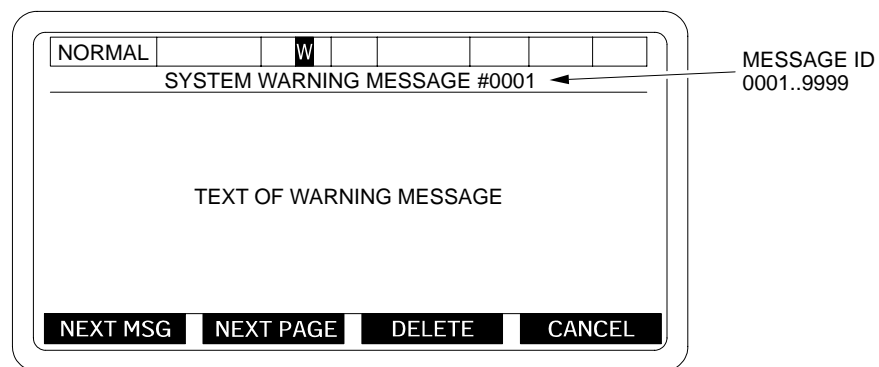 NORMAL W
SYSTEM WARNING MESSAGE #0001
MESSAGE ID
0001..9999
TEXT OF WARNING MESSAGE
NEXT MSG NEXT PAGE DELETE CANCEL